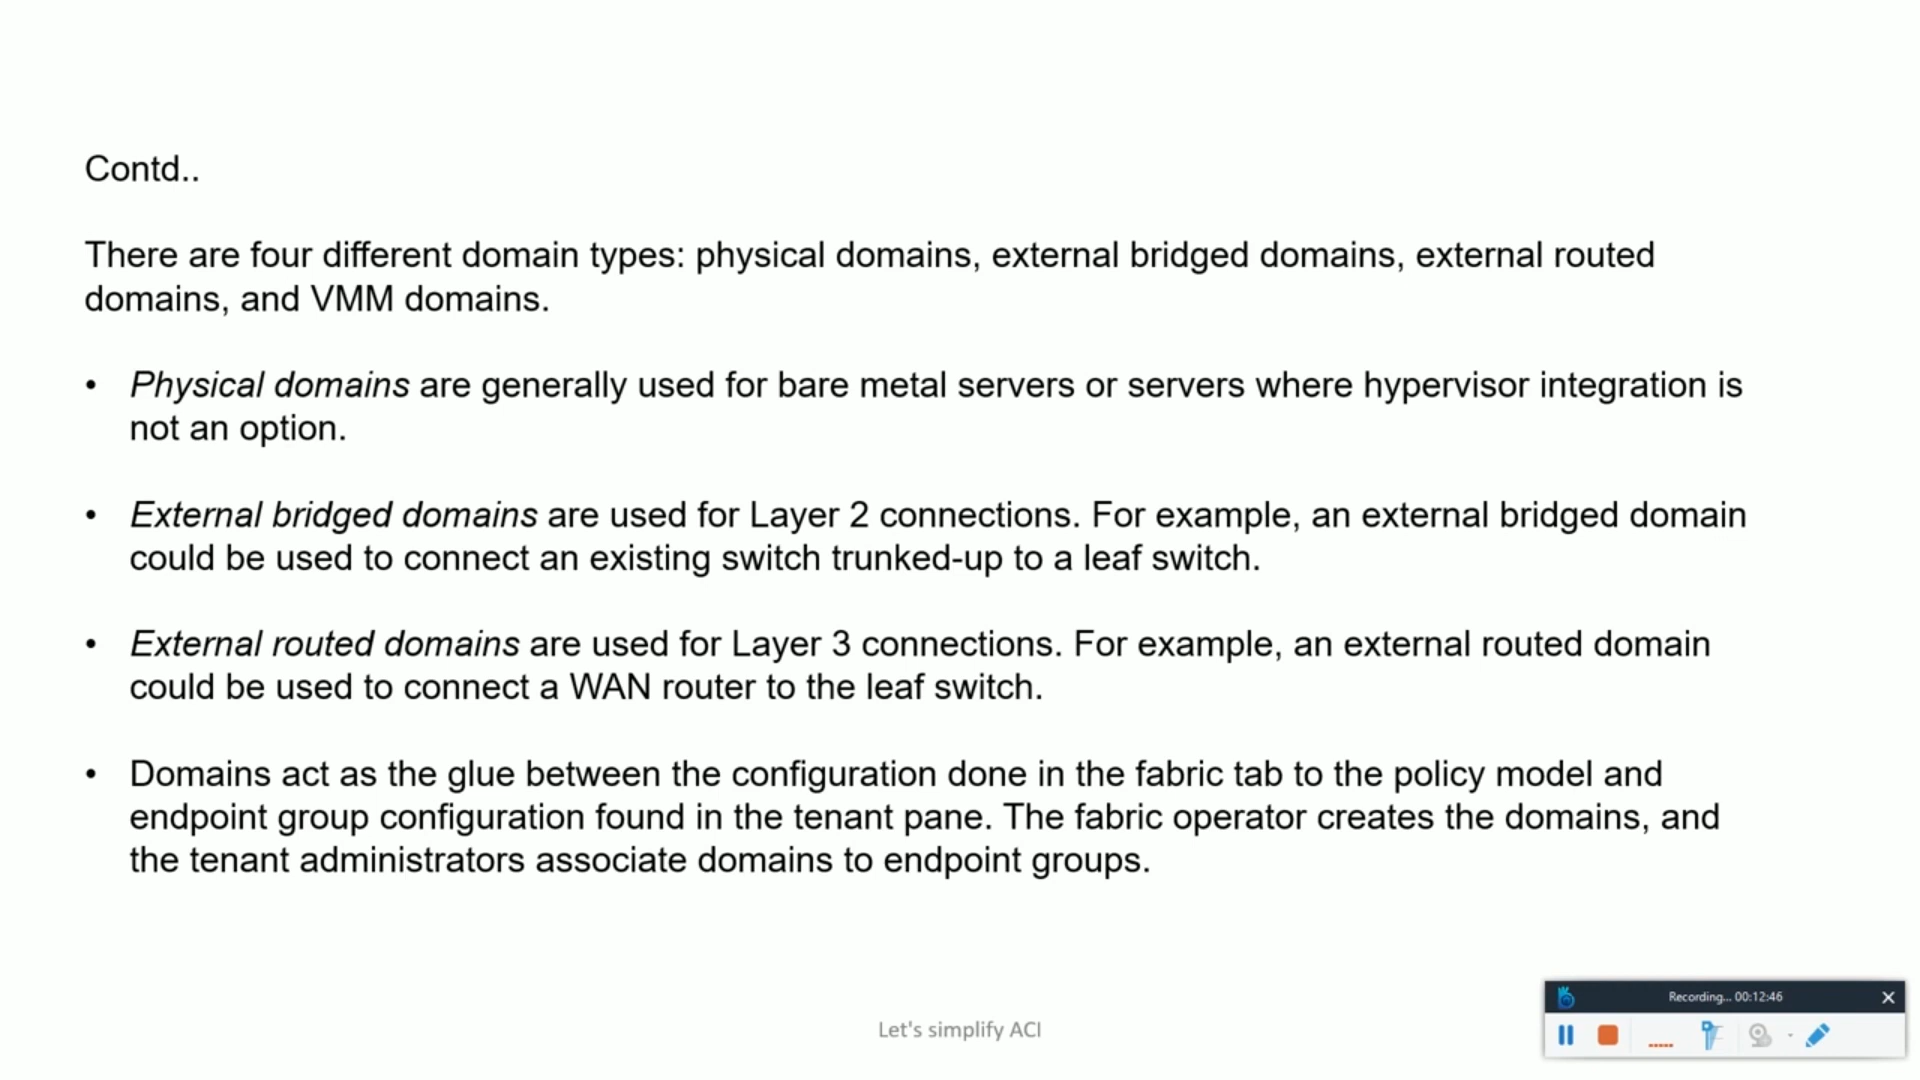 Contd..
There are four different domain types: physical domains, external bridged domains, external routed
domains, and VMM domains.
• Physical domains are generally used for bare metal servers or servers where hypervisor integration is
not an option.
• External bridged domains are used for Layer 2 connections. For example, an external bridged domain
could be used to connect an existing switch trunked-up to a leaf switch.
• External routed domains are used for Layer 3 connections. For example, an external routed domain
could be used to connect a WAN router to the leaf switch.
• Domains act as the glue between the configuration done in the fabric tab to the policy model and
endpoint group configuration found in the tenant pane. The fabric operator creates the domains, and
the tenant administrators associate domains to endpoint groups.
Let's simplify ACI
Recording... 00:12:46